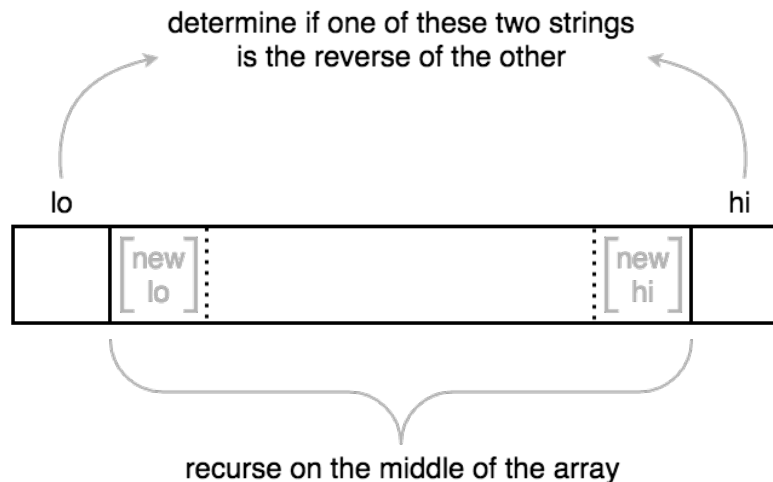 determine if one of these two strings
is the reverse of the other
lo
hi
new
lo
new
hi
recurse on the middle of the array